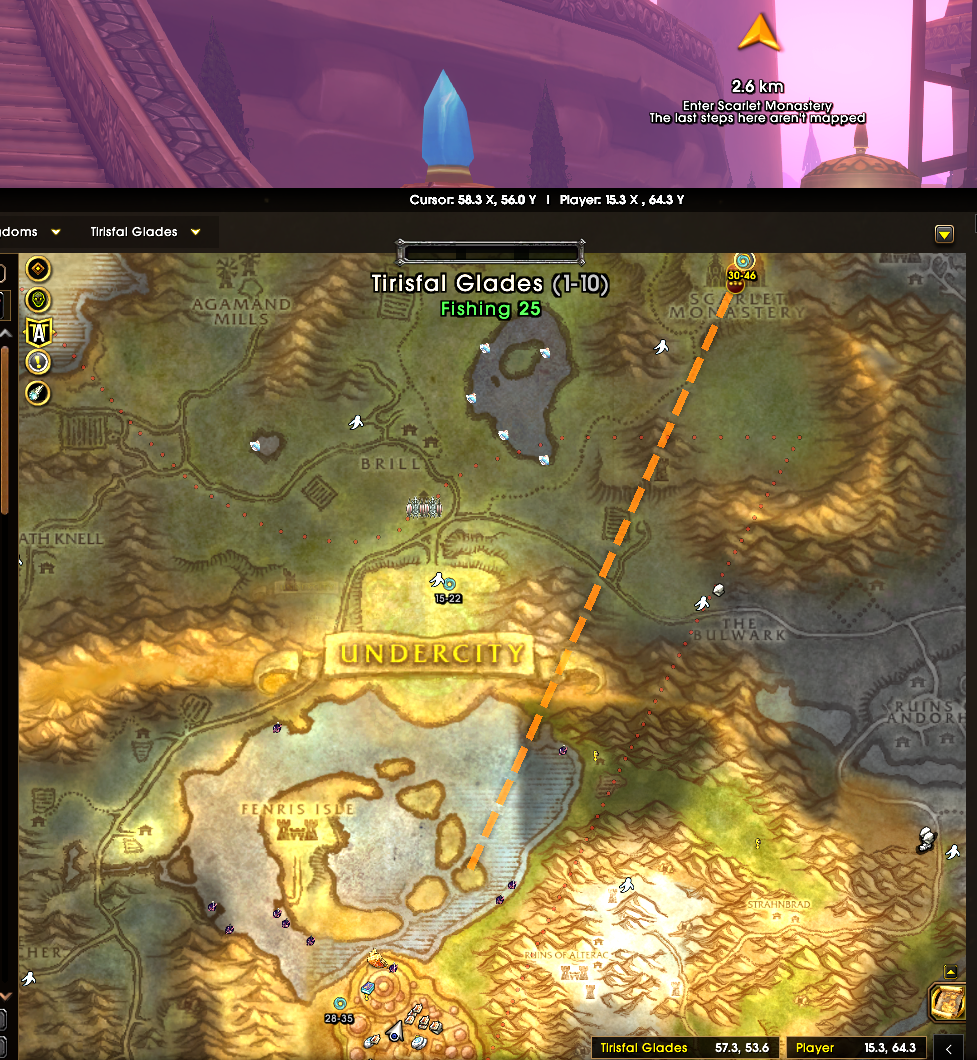 2.6 km
Enter Scarlet Monastery
The last steps here aren't mapped
Cursor: 58.3 X, 56.0 Y | Player: 15.3 X , 64.3 Y
gdoms
Tirisfal Glades
Tirisfal Glades (1-10)
Fishing 25
30-46
AGAMAND
MILLS
SCARLET
MONASTERY
BRILL
ATH KNELL
15-22
THE
BULWARK
UNDERCITY
RUINS
ANDORH
FENRIS ISLE
STRAHNBRAD
HER
RUINS OF ALTERAC
28-35
Tirisfal Glades 57.3, 53.6
Player 15.3, 64.3